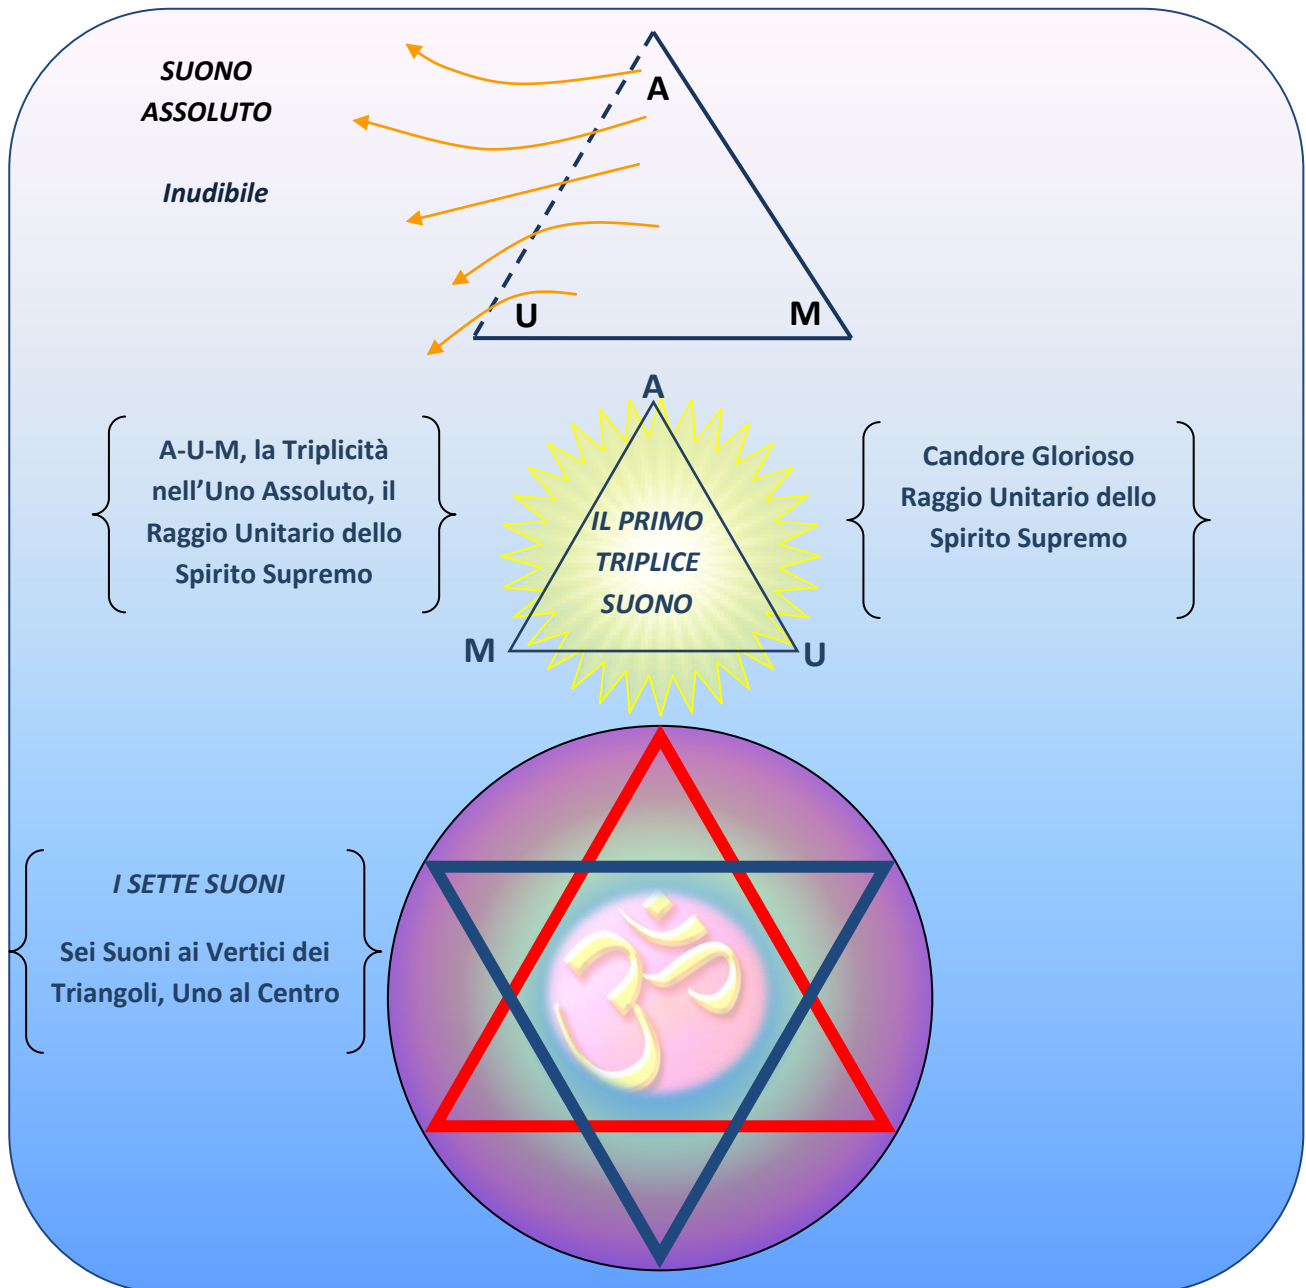 SUONO
ASSOLUTO
Inudibile
A
U
M
A
A-U-M, la Triplicità
nell’Uno Assoluto, il
Raggio Unitario dello
Spirito Supremo
IL PRIMO
TRIPLICE
SUONO
Candore Glorioso
Raggio Unitario dello
Spirito Supremo
M
U
I SETTE SUONI
Sei Suoni ai Vertici dei
Triangoli, Uno al Centro
ॐ